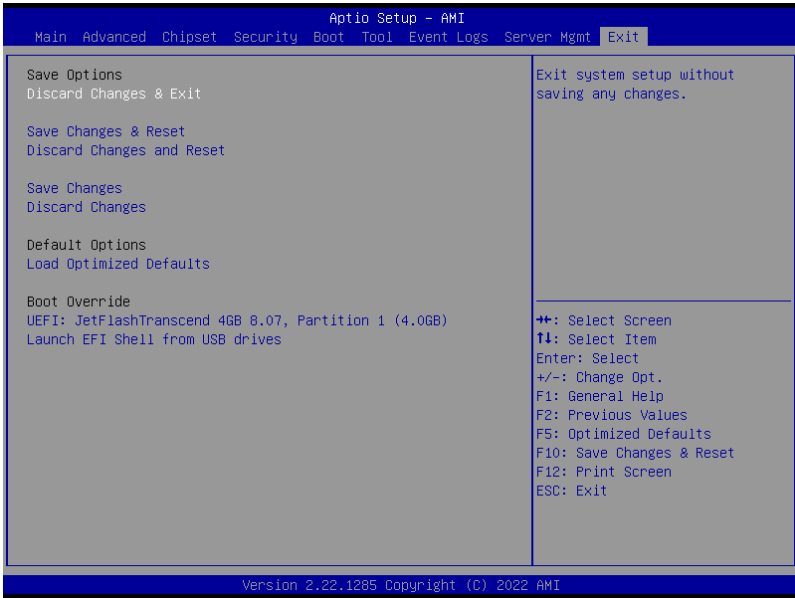 Aptio Setup – AMI
Main Advanced Chipset Security Boot Tool Event Logs Server Mgmt Exit
Save Options
Discard Changes & Exit
Save Changes & Reset
Discard Changes and Reset
Save Changes
Discard Changes
Default Options
Load Optimized Defaults
Boot Override
UEFI: JetFlashTranscend 4GB 8.07, Partition 1 (4.0GB)
Launch EFI Shell from USB drives
Exit system setup without
saving any changes.
→←: Select Screen
↑↓: Select Item
Enter: Select
+/-: Change Opt.
F1: General Help
F2: Previous Values
F5: Optimized Defaults
F10: Save Changes & Reset
F12: Print Screen
ESC: Exit
Version 2.22.1285 Copyright (C) 2022 AMI